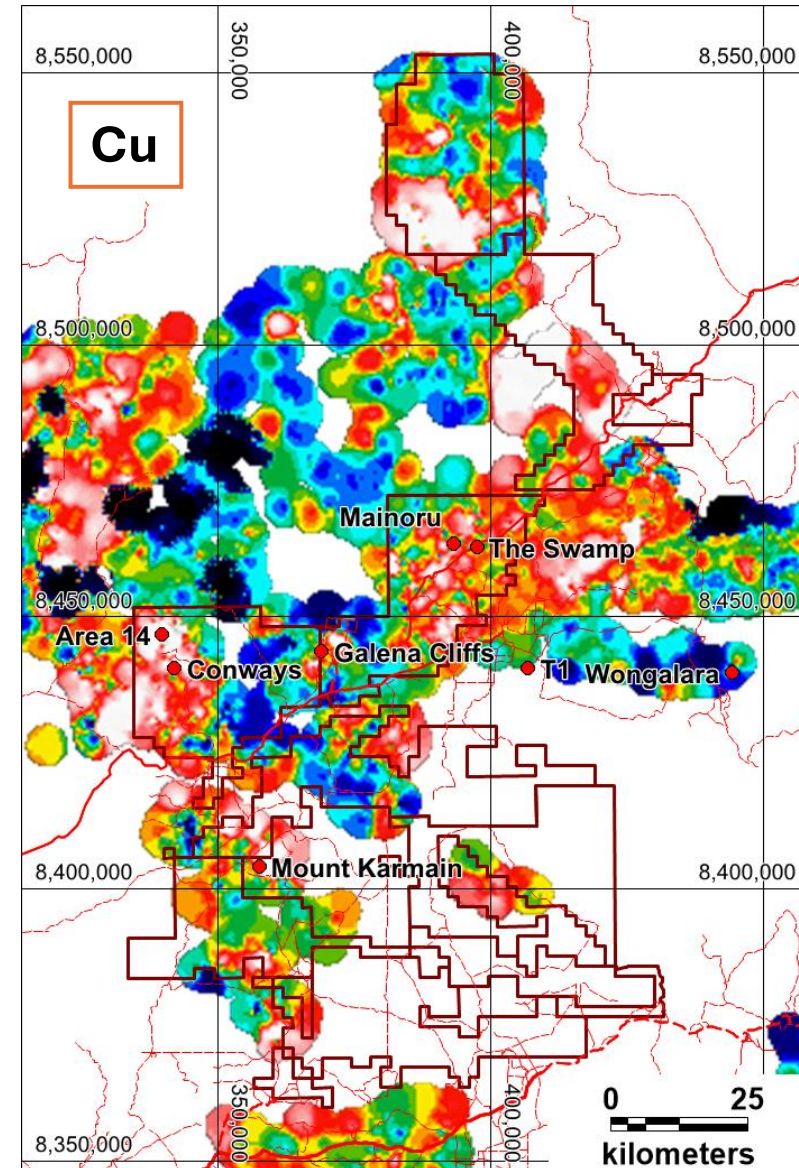 8,550,000
350,000
400,000
8,550,000
Cu
8,500,000
8,500,000
Mainoru
The Swamp
8,450,000
8,450,000
Area 14
Galena Cliffs
Conways
T1
Wongalara
Mount Karmain
8,400,000
8,400,000
350,000
400,000
0 25
kilometers
8,350,000